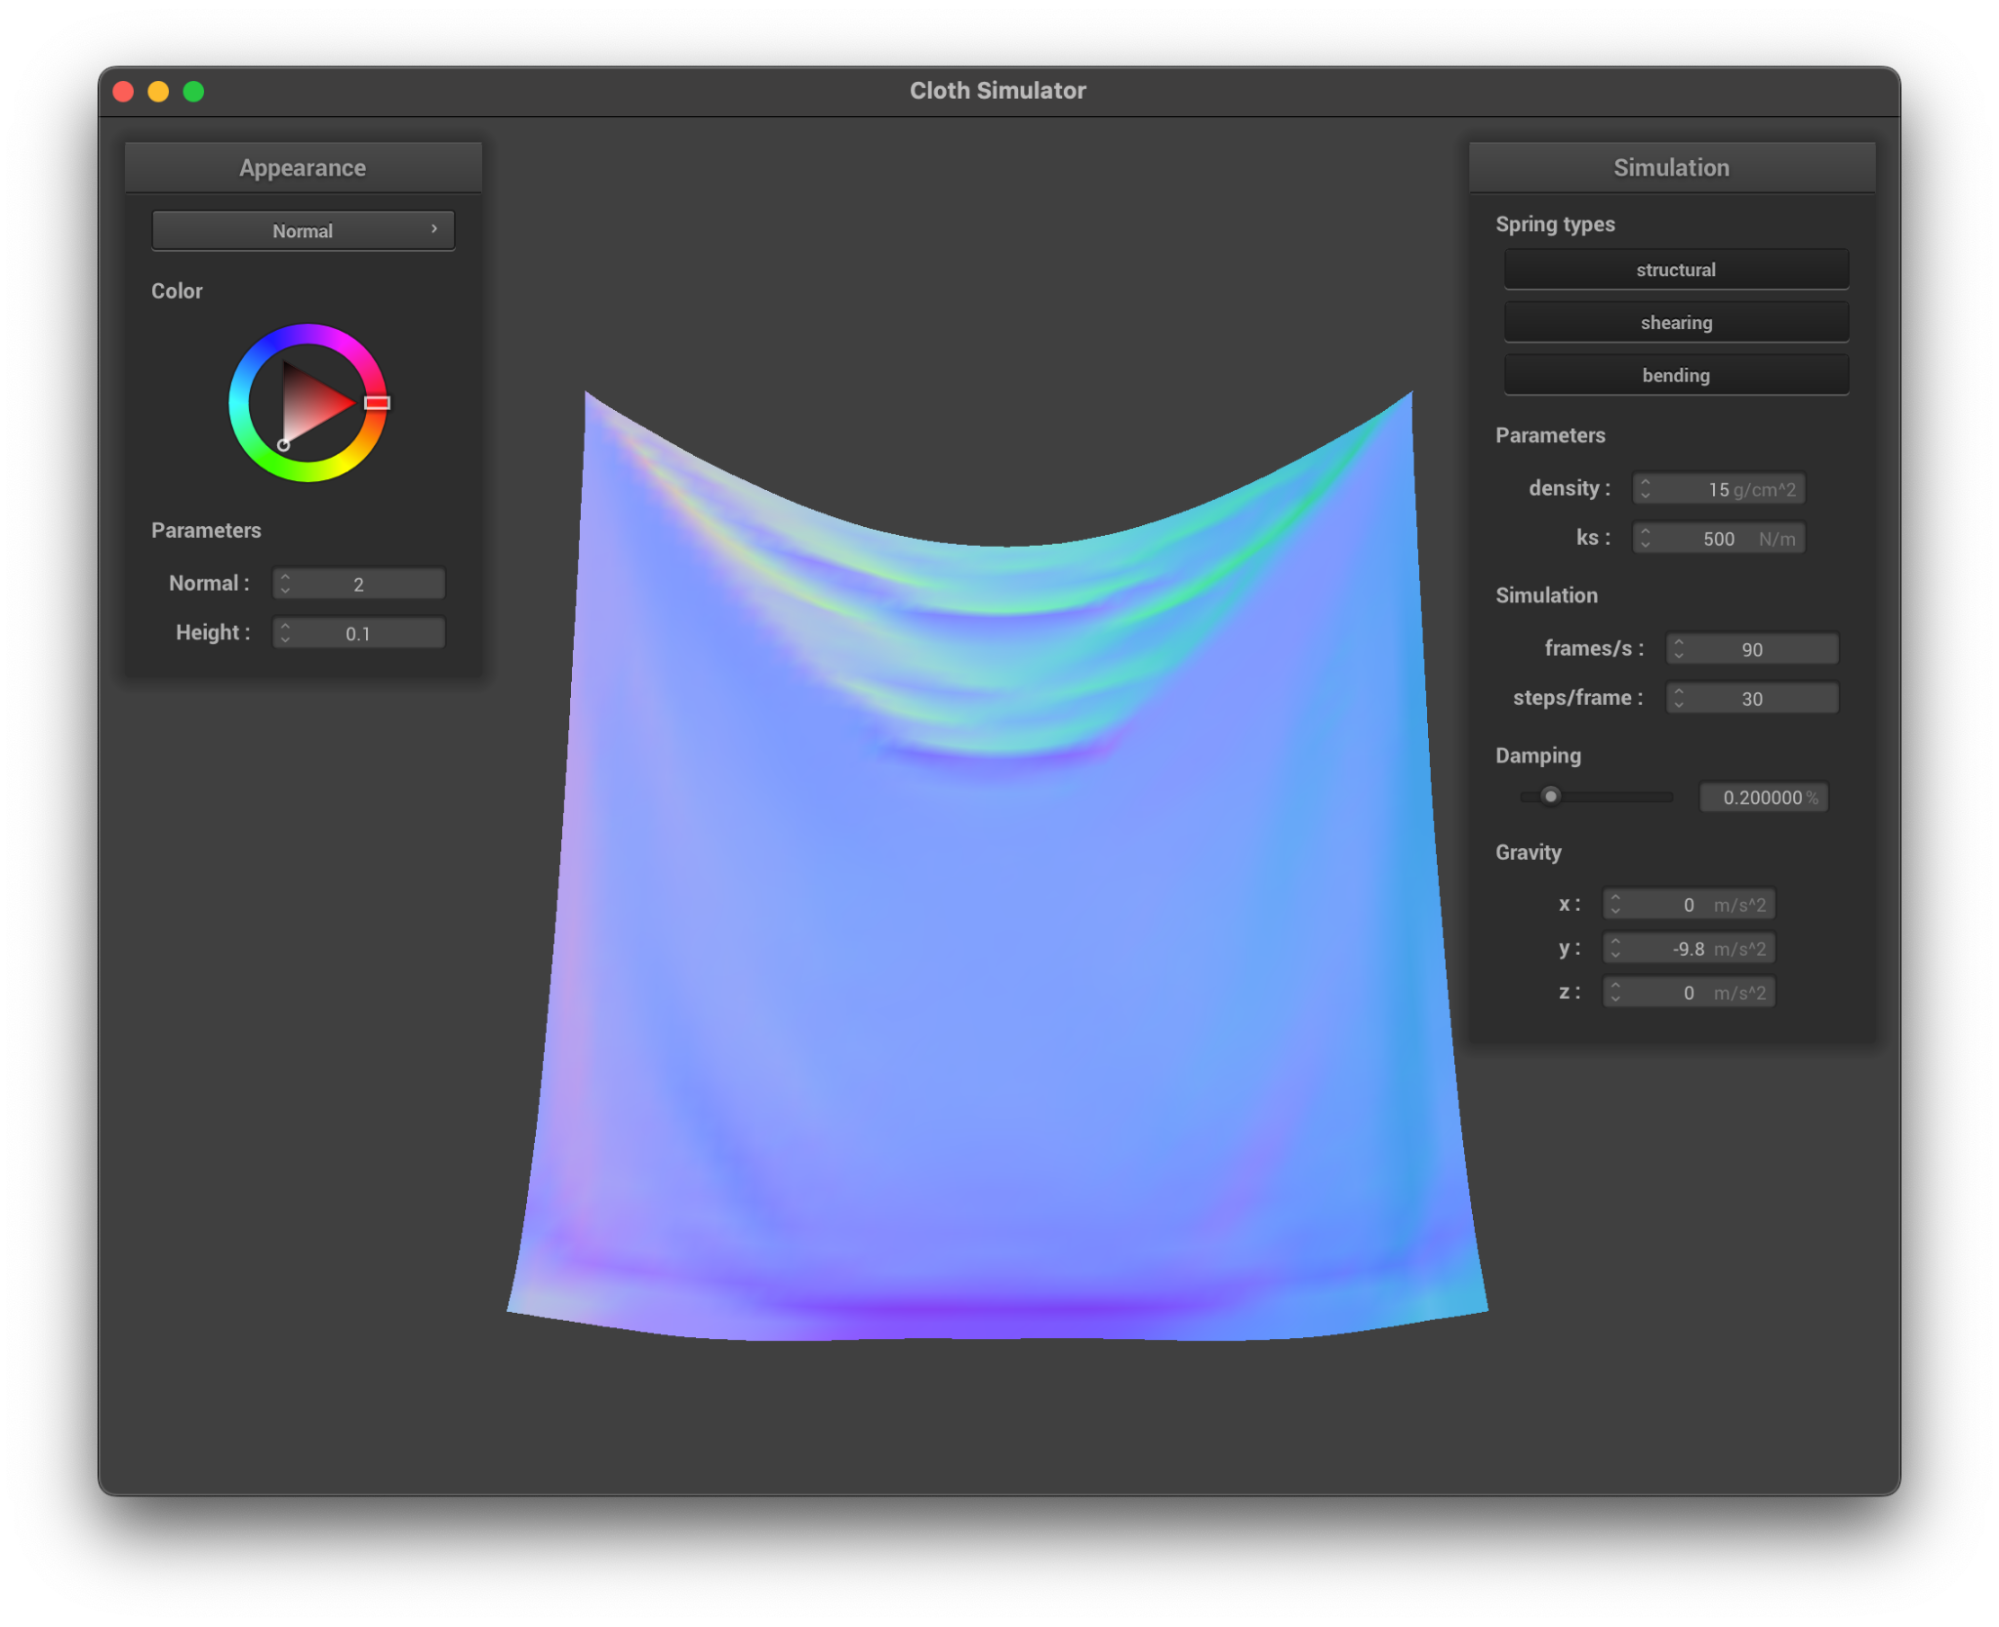 Cloth Simulator
Appearance
Normal
Color
Parameters
Normal : 2
Height : 0.1
Simulation
Spring types
structural
shearing
bending
Parameters
density : 15 g/cm^2
ks : 500 N/m
Simulation
frames/s : 90
steps/frame : 30
Damping
0.200000 %
Gravity
x : 0 m/s^2
y : -9.8 m/s^2
z : 0 m/s^2